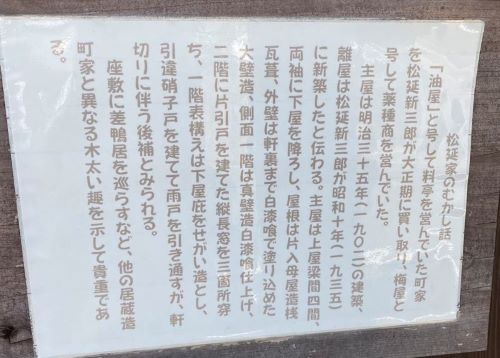 松延家のむかし話
「油屋」と号して料亭を営んでいた町家
を松延新三郎が大正期に買い取り、梅屋と
号して薬種商を営んでいた。
主屋は明治三十五年（一九〇二）の建築、
離屋は松延新三郎が昭和十年（一九三五）
に新築したと伝わる。主屋は上屋梁間四間、
両袖に下屋を降ろし、屋根は片入母屋造桟
瓦葺、外壁は軒裏まで白漆喰で塗り込めた
大壁造、側面一階は真壁造白漆喰仕上げ、
二階に片引戸を建てた縦長窓を三箇所穿
ち、一階表構えは下屋庇をせがい造とし、
引違硝子戸を建てて雨戸を引き通すが、軒
切りに伴う後補とみられる。
座敷に差鴨居を巡らすなど、他の居蔵造
町家と異なる木太い趣を示して貴重であ
る。